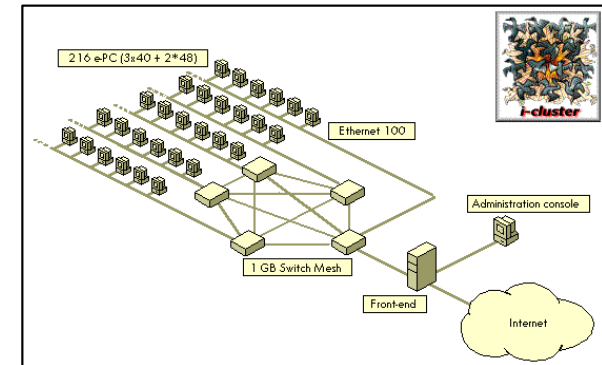 216 e-PC (3x40 + 2*48)
i-cluster
Ethernet 100
Administration console
1 GB Switch Mesh
Front-end
Internet